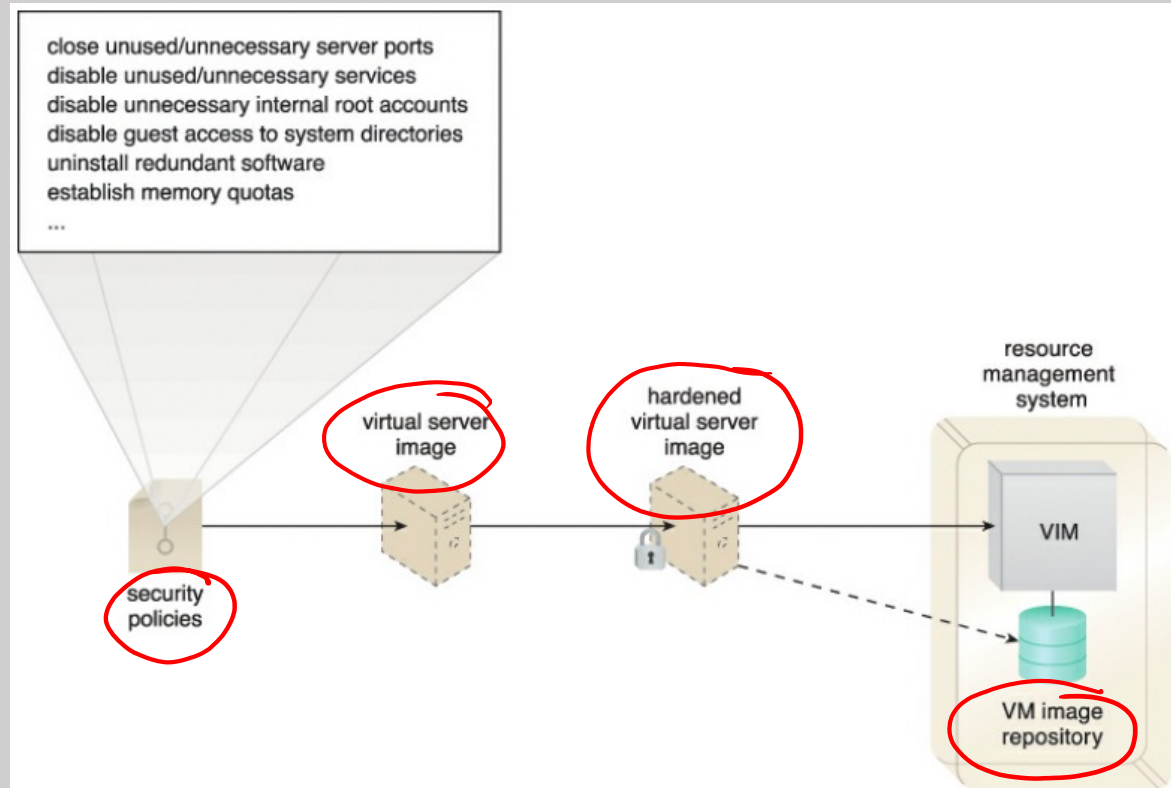 close unused/unnecessary server ports
disable unused/unnecessary services
disable unnecessary internal root accounts
disable guest access to system directories
uninstall redundant software
establish memory quotas
...
resource
management
system
hardened
virtual server
image
virtual server
image
VIM
security
policies
VM image
repository